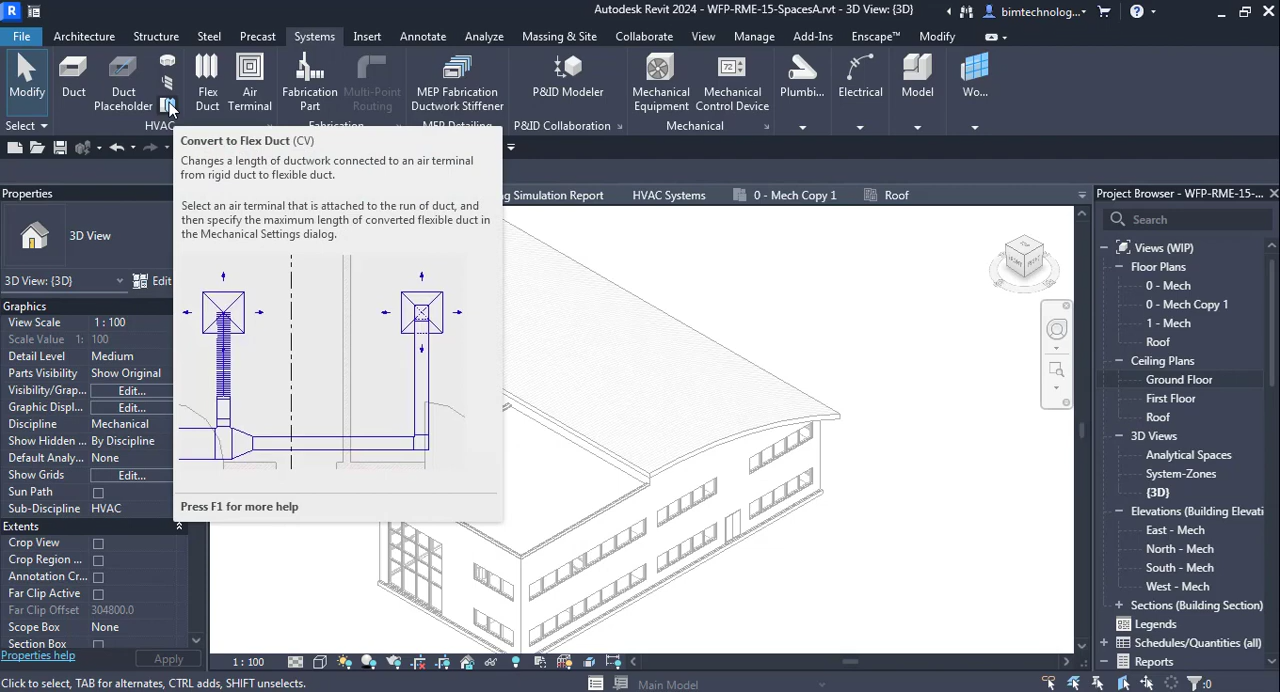 R
Autodesk Revit 2024 - WFP-RME-15-SpacesA.rvt - 3D View: {3D}
bimtechnolog...
File
Architecture
Structure
Steel
Precast
Systems
Insert
Annotate
Analyze
Massing & Site
Collaborate
View
Manage
Add-Ins
Enscape™
Modify
Modify
Duct
Duct
Placeholder
Flex
Duct
Air
Terminal
Fabrication
Part
Multi-Point
Routing
MEP Fabrication
Ductwork Stiffener
P&ID Modeler
Mechanical
Equipment
Mechanical
Control Device
Plumbi...
Electrical
Model
Wo...
Select
HVAC
Fabrication
MEP Detailing
P&ID Collaboration
Mechanical
Convert to Flex Duct (CV)
Changes a length of ductwork connected to an air terminal
from rigid duct to flexible duct.
Select an air terminal that is attached to the run of duct, and
then specify the maximum length of converted flexible duct in
the Mechanical Settings dialog.
Press F1 for more help
Properties
3D View
3D View: {3D}
Edit
Graphics
View Scale 1 : 100
Scale Value 1: 100
Detail Level Medium
Parts Visibility Show Original
Visibility/Grap... Edit...
Graphic Displ... Edit...
Discipline Mechanical
Show Hidden ... By Discipline
Default Analy... None
Show Grids Edit...
Sun Path
Sub-Discipline HVAC
Extents
Crop View
Crop Region ...
Annotation Cr...
Far Clip Active
Far Clip Offset 304800.0
Scope Box None
Section Box
Properties help
Apply
ng Simulation Report
HVAC Systems
0 - Mech Copy 1
Roof
Project Browser - WFP-RME-15-...
Search
Views (WIP)
Floor Plans
0 - Mech
0 - Mech Copy 1
1 - Mech
Roof
Ceiling Plans
Ground Floor
First Floor
Roof
3D Views
Analytical Spaces
System-Zones
{3D}
Elevations (Building Elevati
East - Mech
North - Mech
South - Mech
West - Mech
Sections (Building Section)
Legends
Schedules/Quantities (all)
Reports
1 : 100
Click to select, TAB for alternates, CTRL adds, SHIFT unselects.
Main Model
:0